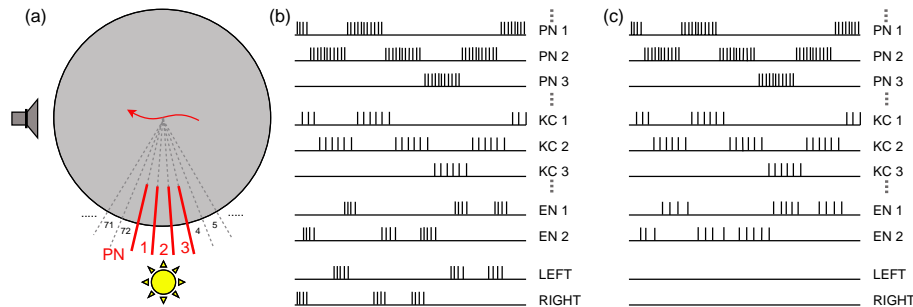 (a)
71
72
PN
1
2
3
4
5
(b)
PN 1
PN 2
PN 3
KC 1
KC 2
KC 3
EN 1
EN 2
LEFT
RIGHT
(c)
PN 1
PN 2
PN 3
KC 1
KC 2
KC 3
EN 1
EN 2
LEFT
RIGHT